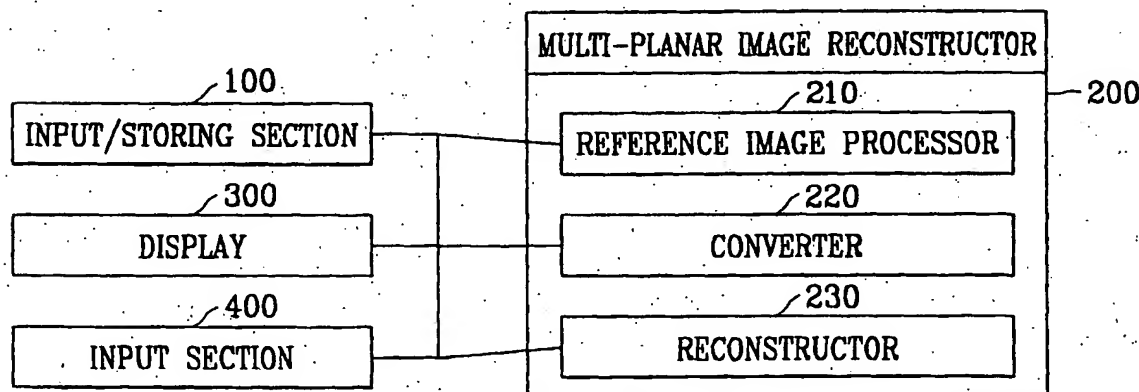 MULTI-PLANAR IMAGE RECONSTRUCTOR
200
100
INPUT/STORING SECTION
210
REFERENCE IMAGE PROCESSOR
300
DISPLAY
220
CONVERTER
400
INPUT SECTION
230
RECONSTRUCTOR